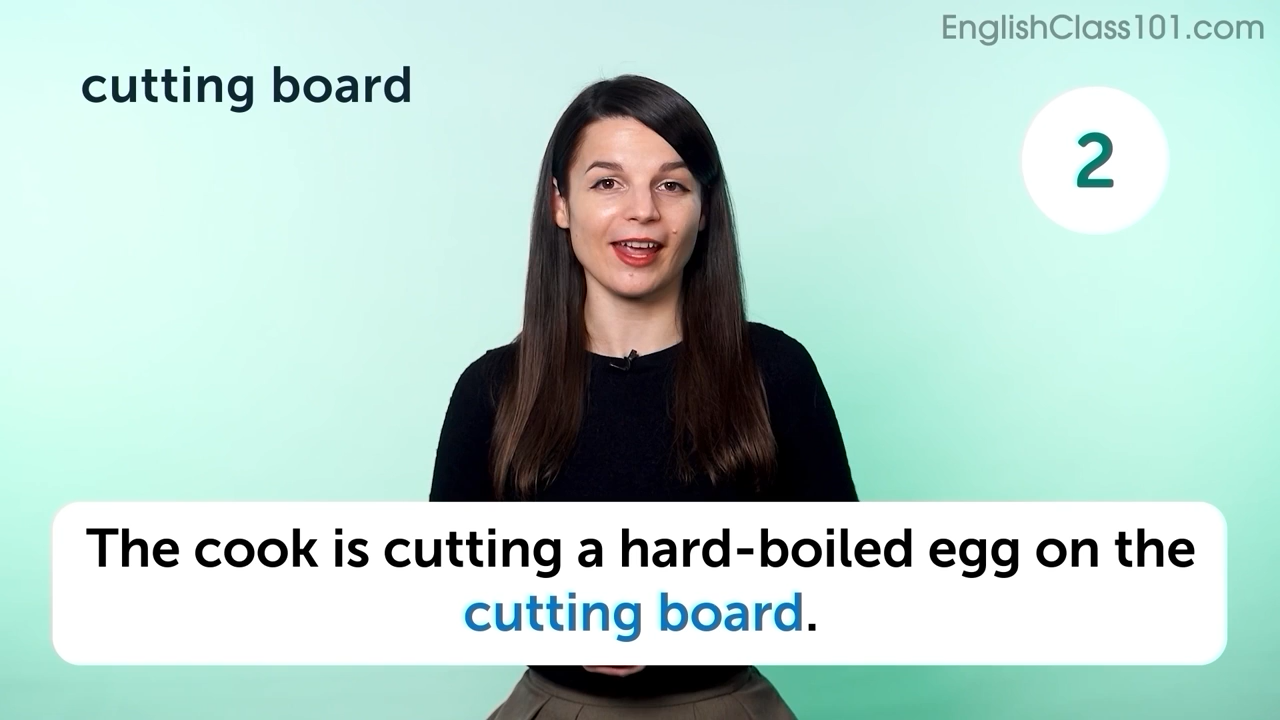 EnglishClass101.com
cutting board
2
The cook is cutting a hard-boiled egg on the
cutting board.